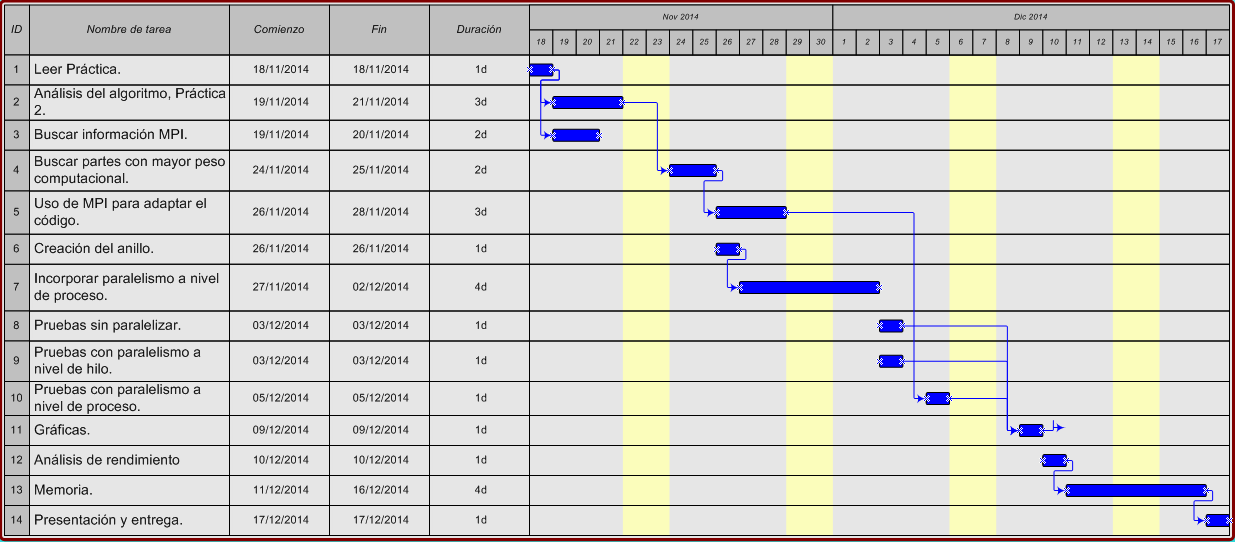 ID Nombre de tarea Comienzo Fin Duración Nov 2014 Dic 2014
18 19 20 21 22 23 24 25 26 27 28 29 30 1 2 3 4 5 6 7 8 9 10 11 12 13 14 15 16 17
1 Leer Práctica. 18/11/2014 18/11/2014 1d
2 Análisis del algoritmo, Práctica
2. 19/11/2014 21/11/2014 3d
3 Buscar información MPI. 19/11/2014 20/11/2014 2d
4 Buscar partes con mayor peso
computacional. 24/11/2014 25/11/2014 2d
5 Uso de MPI para adaptar el
código. 26/11/2014 28/11/2014 3d
6 Creación del anillo. 26/11/2014 26/11/2014 1d
7 Incorporar paralelismo a nivel
de proceso. 27/11/2014 02/12/2014 4d
8 Pruebas sin paralelizar. 03/12/2014 03/12/2014 1d
9 Pruebas con paralelismo a
nivel de hilo. 03/12/2014 03/12/2014 1d
10 Pruebas con paralelismo a
nivel de proceso. 05/12/2014 05/12/2014 1d
11 Gráficas. 09/12/2014 09/12/2014 1d
12 Análisis de rendimiento 10/12/2014 10/12/2014 1d
13 Memoria. 11/12/2014 16/12/2014 4d
14 Presentación y entrega. 17/12/2014 17/12/2014 1d